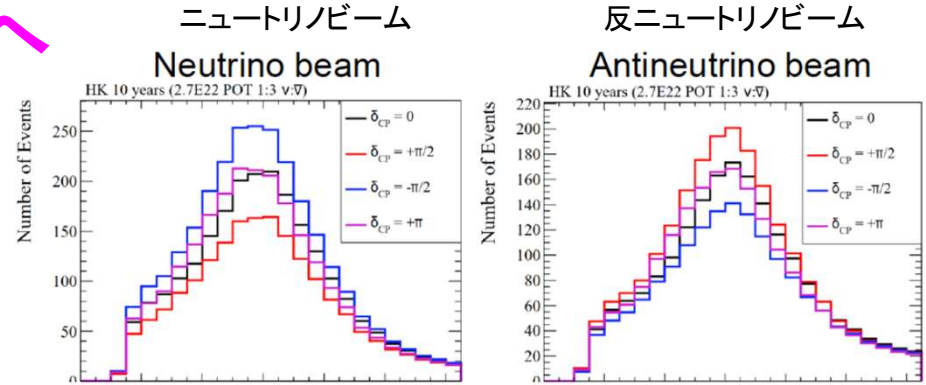 ニュートリノビーム
Neutrino beam
HK 10 years (2.7E22 POT 1:3 ν:ν̅)
Number of Events
250
200
150
100
50
0
δCP = 0
δCP = +π/2
δCP = -π/2
δCP = +π
反ニュートリノビーム
Antineutrino beam
HK 10 years (2.7E22 POT 1:3 ν:ν̅)
Number of Events
220
200
180
160
140
120
100
80
60
40
20
δCP = 0
δCP = +π/2
δCP = -π/2
δCP = +π